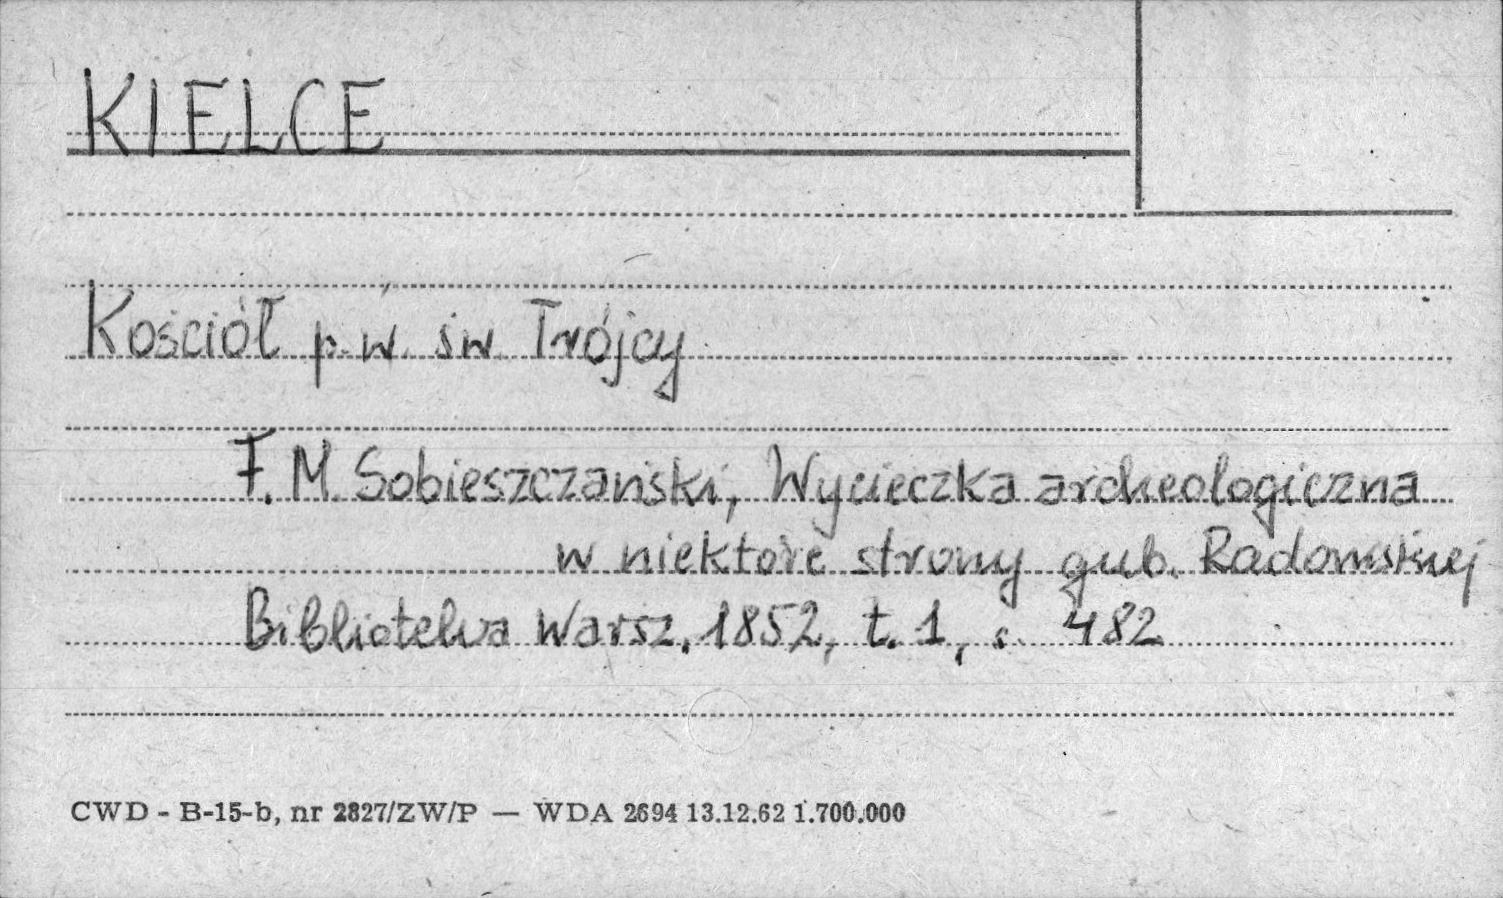 KIELCE
Kościół p.w. św. Trójcy
F. M. Sobieszczański, Wycieczka archeologiczna
w niektóre strony gub. Radomskiej
Biblioteka Warsz. 1852, t. 1, s. 482
CWD - B-15-b, nr 2827/ZW/P — WDA 2694 13.12.62 1.700.000